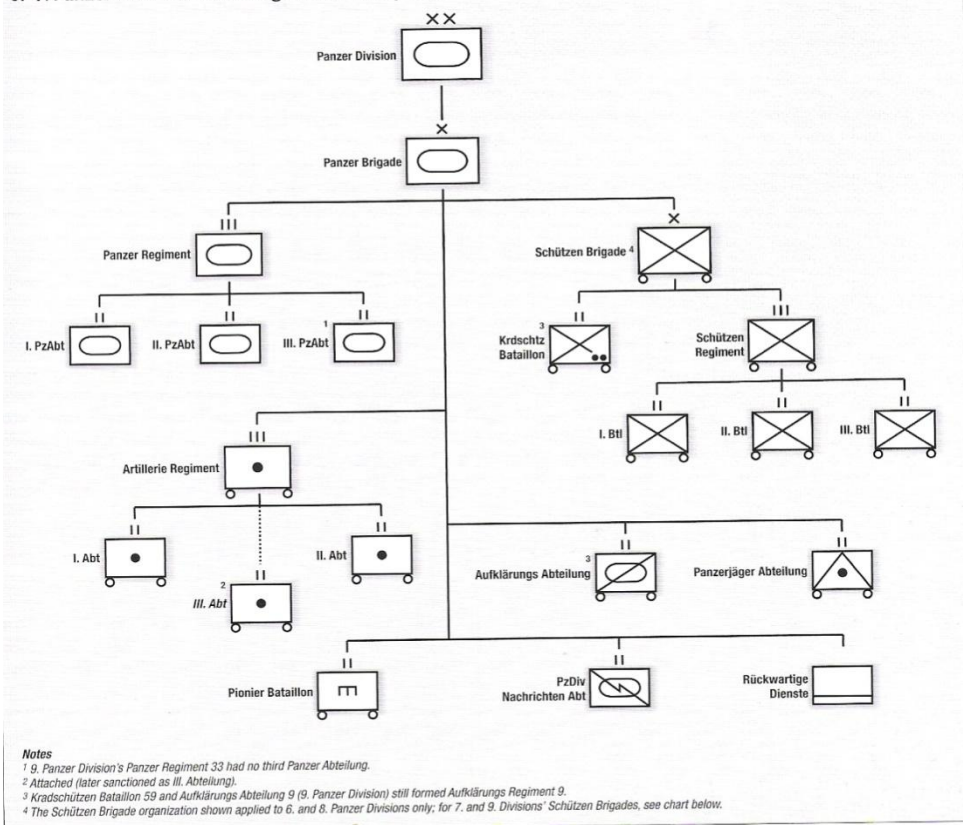 Panzer Division
Panzer Brigade
Panzer Regiment
Schützen Brigade 4
I. PzAbt
II. PzAbt
1
III. PzAbt
3
Krdschtz
Bataillon
Schützen
Regiment
I. Btl
II. Btl
III. Btl
Artillerie Regiment
I. Abt
II. Abt
2
III. Abt
3
Aufklärungs Abteilung
Panzerjäger Abteilung
Pionier Bataillon
PzDiv
Nachrichten Abt
Rückwartige
Dienste
Notes
1 9. Panzer Division's Panzer Regiment 33 had no third Panzer Abteilung.
2 Attached (later sanctioned as III. Abteilung).
3 Kradschützen Bataillon 59 and Aufklärungs Abteilung 9 (9. Panzer Division) still formed Aufklärungs Regiment 9.
4 The Schützen Brigade organization shown applied to 6. and 8. Panzer Divisions only; for 7. and 9. Divisions' Schützen Brigades, see chart below.